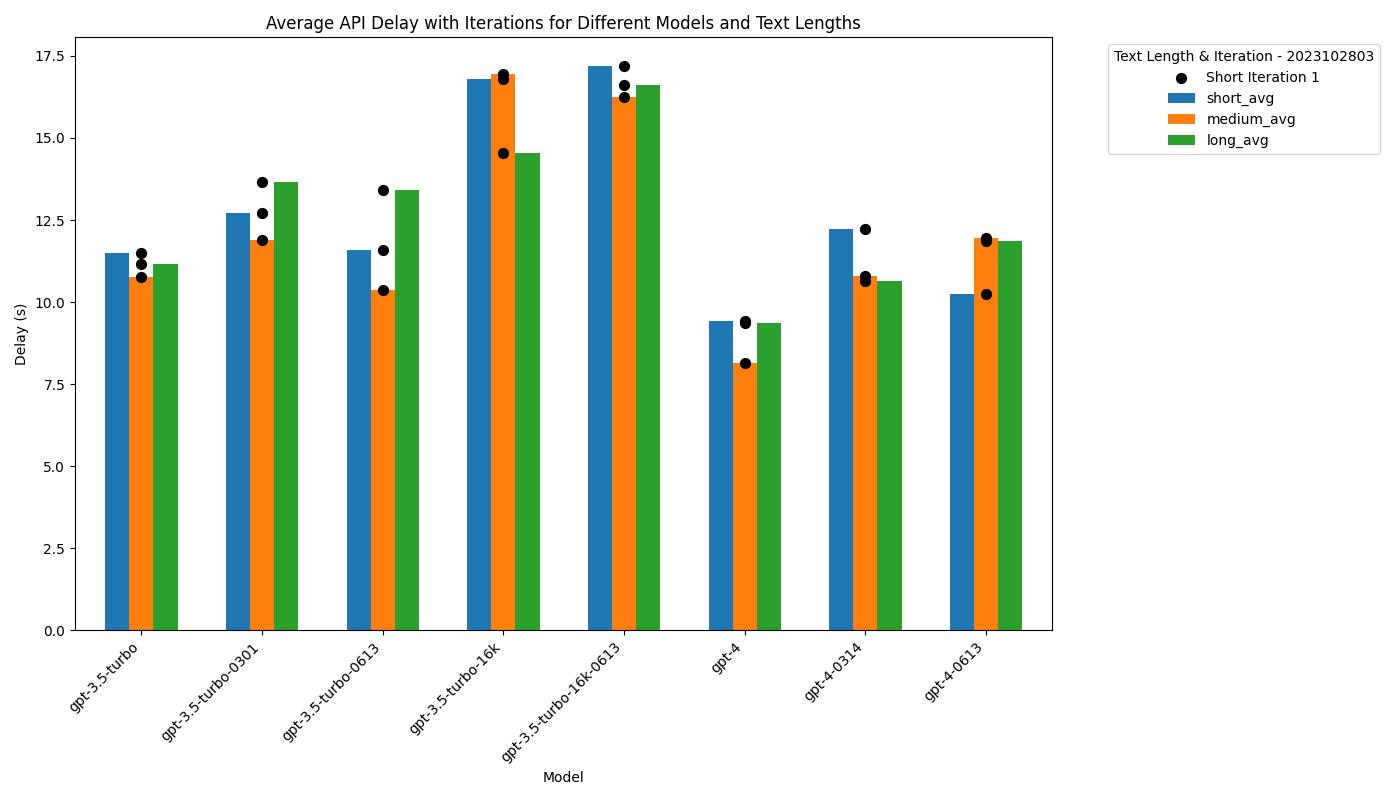 Average API Delay with Iterations for Different Models and Text Lengths
Text Length & Iteration - 2023102803
Short Iteration 1
short_avg
medium_avg
long_avg
Delay (s)
17.5
15.0
12.5
10.0
7.5
5.0
2.5
0.0
gpt-3.5-turbo
gpt-3.5-turbo-0301
gpt-3.5-turbo-0613
gpt-3.5-turbo-16k
gpt-3.5-turbo-16k-0613
gpt-4
gpt-4-0314
gpt-4-0613
Model